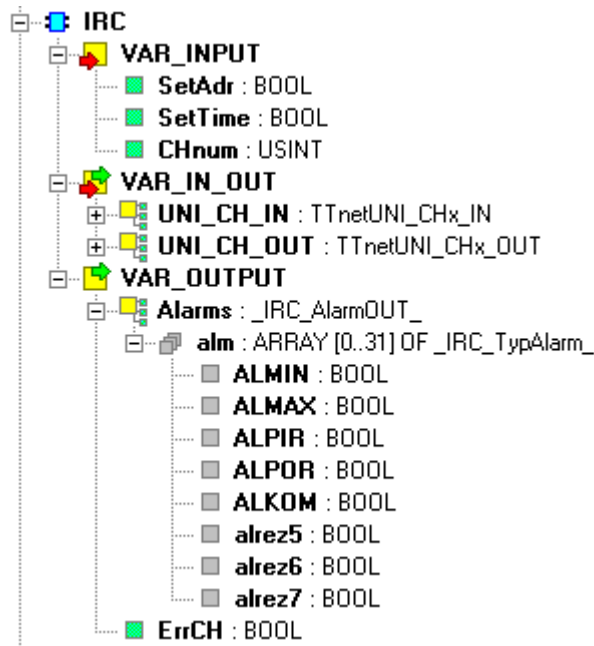 IRC
VAR_INPUT
SetAdr : BOOL
SetTime : BOOL
CHnum : USINT
VAR_IN_OUT
UNI_CH_IN : TTnetUNI_CHx_IN
UNI_CH_OUT : TTnetUNI_CHx_OUT
VAR_OUTPUT
Alarms : _IRC_AlarmOUT_
alm : ARRAY [0..31] OF _IRC_TypAlarm_
ALMIN : BOOL
ALMAX : BOOL
ALPIR : BOOL
ALPOR : BOOL
ALKOM : BOOL
alrez5 : BOOL
alrez6 : BOOL
alrez7 : BOOL
ErrCH : BOOL